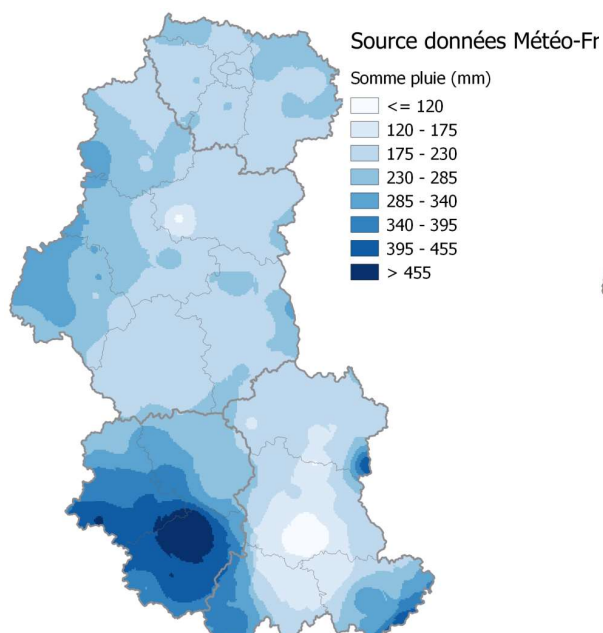 Source données Météo-Fr
Somme pluie (mm)
<= 120
120 - 175
175 - 230
230 - 285
285 - 340
340 - 395
395 - 455
> 455